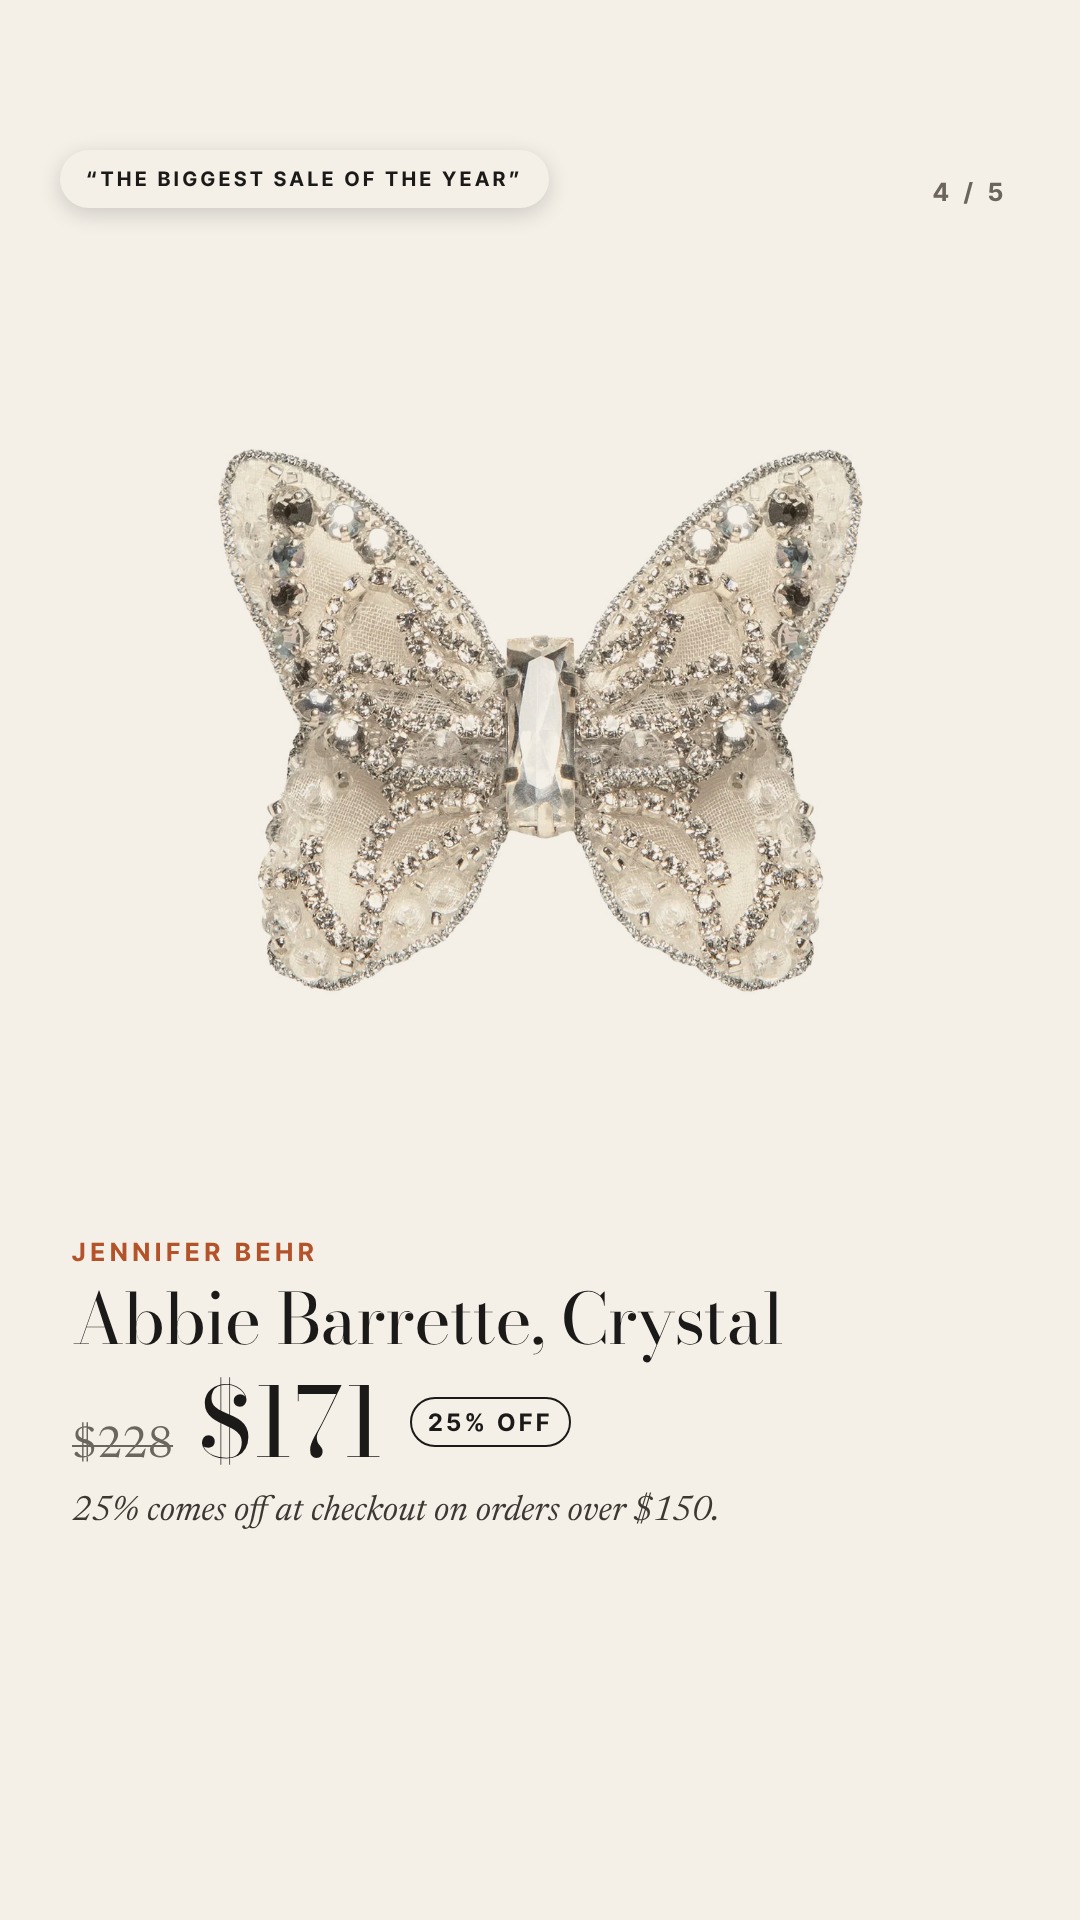 “THE BIGGEST SALE OF THE YEAR”
4 / 5
JENNIFER BEHR
Abbie Barrette, Crystal
$228 $171 25% OFF
25% comes off at checkout on orders over $150.